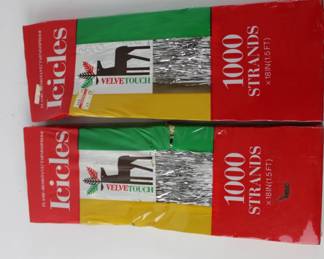 Icicles
VELVETOUCH
1000
STRANDS
x 18IN (1.5 FT)
Icicles
VELVETOUCH
1000
STRANDS
x 18IN (1.5 FT)